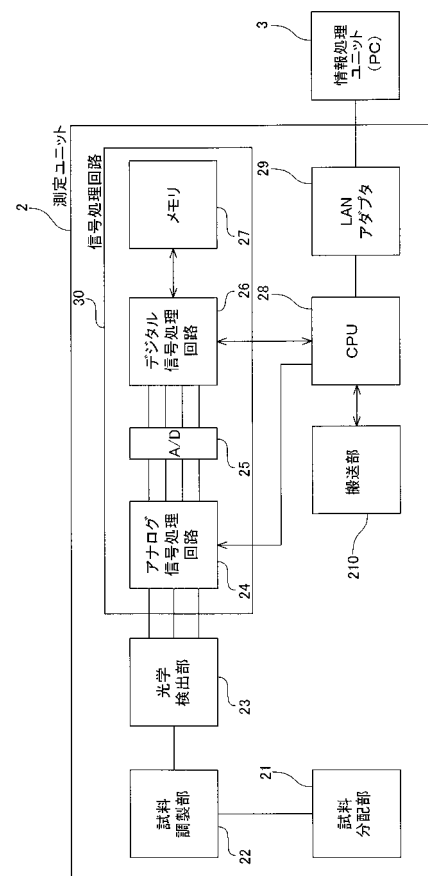 2
測定ユニット
30
信号処理回路
メモリ
27
デジタル
信号処理
回路
26
A/D
25
アナログ
信号処理
回路
24
光学
検出部
23
試料
調製部
22
試料
分配部
21
搬送部
210
CPU
28
LAN
アダプタ
29
情報処理
ユニット
(PC)
3